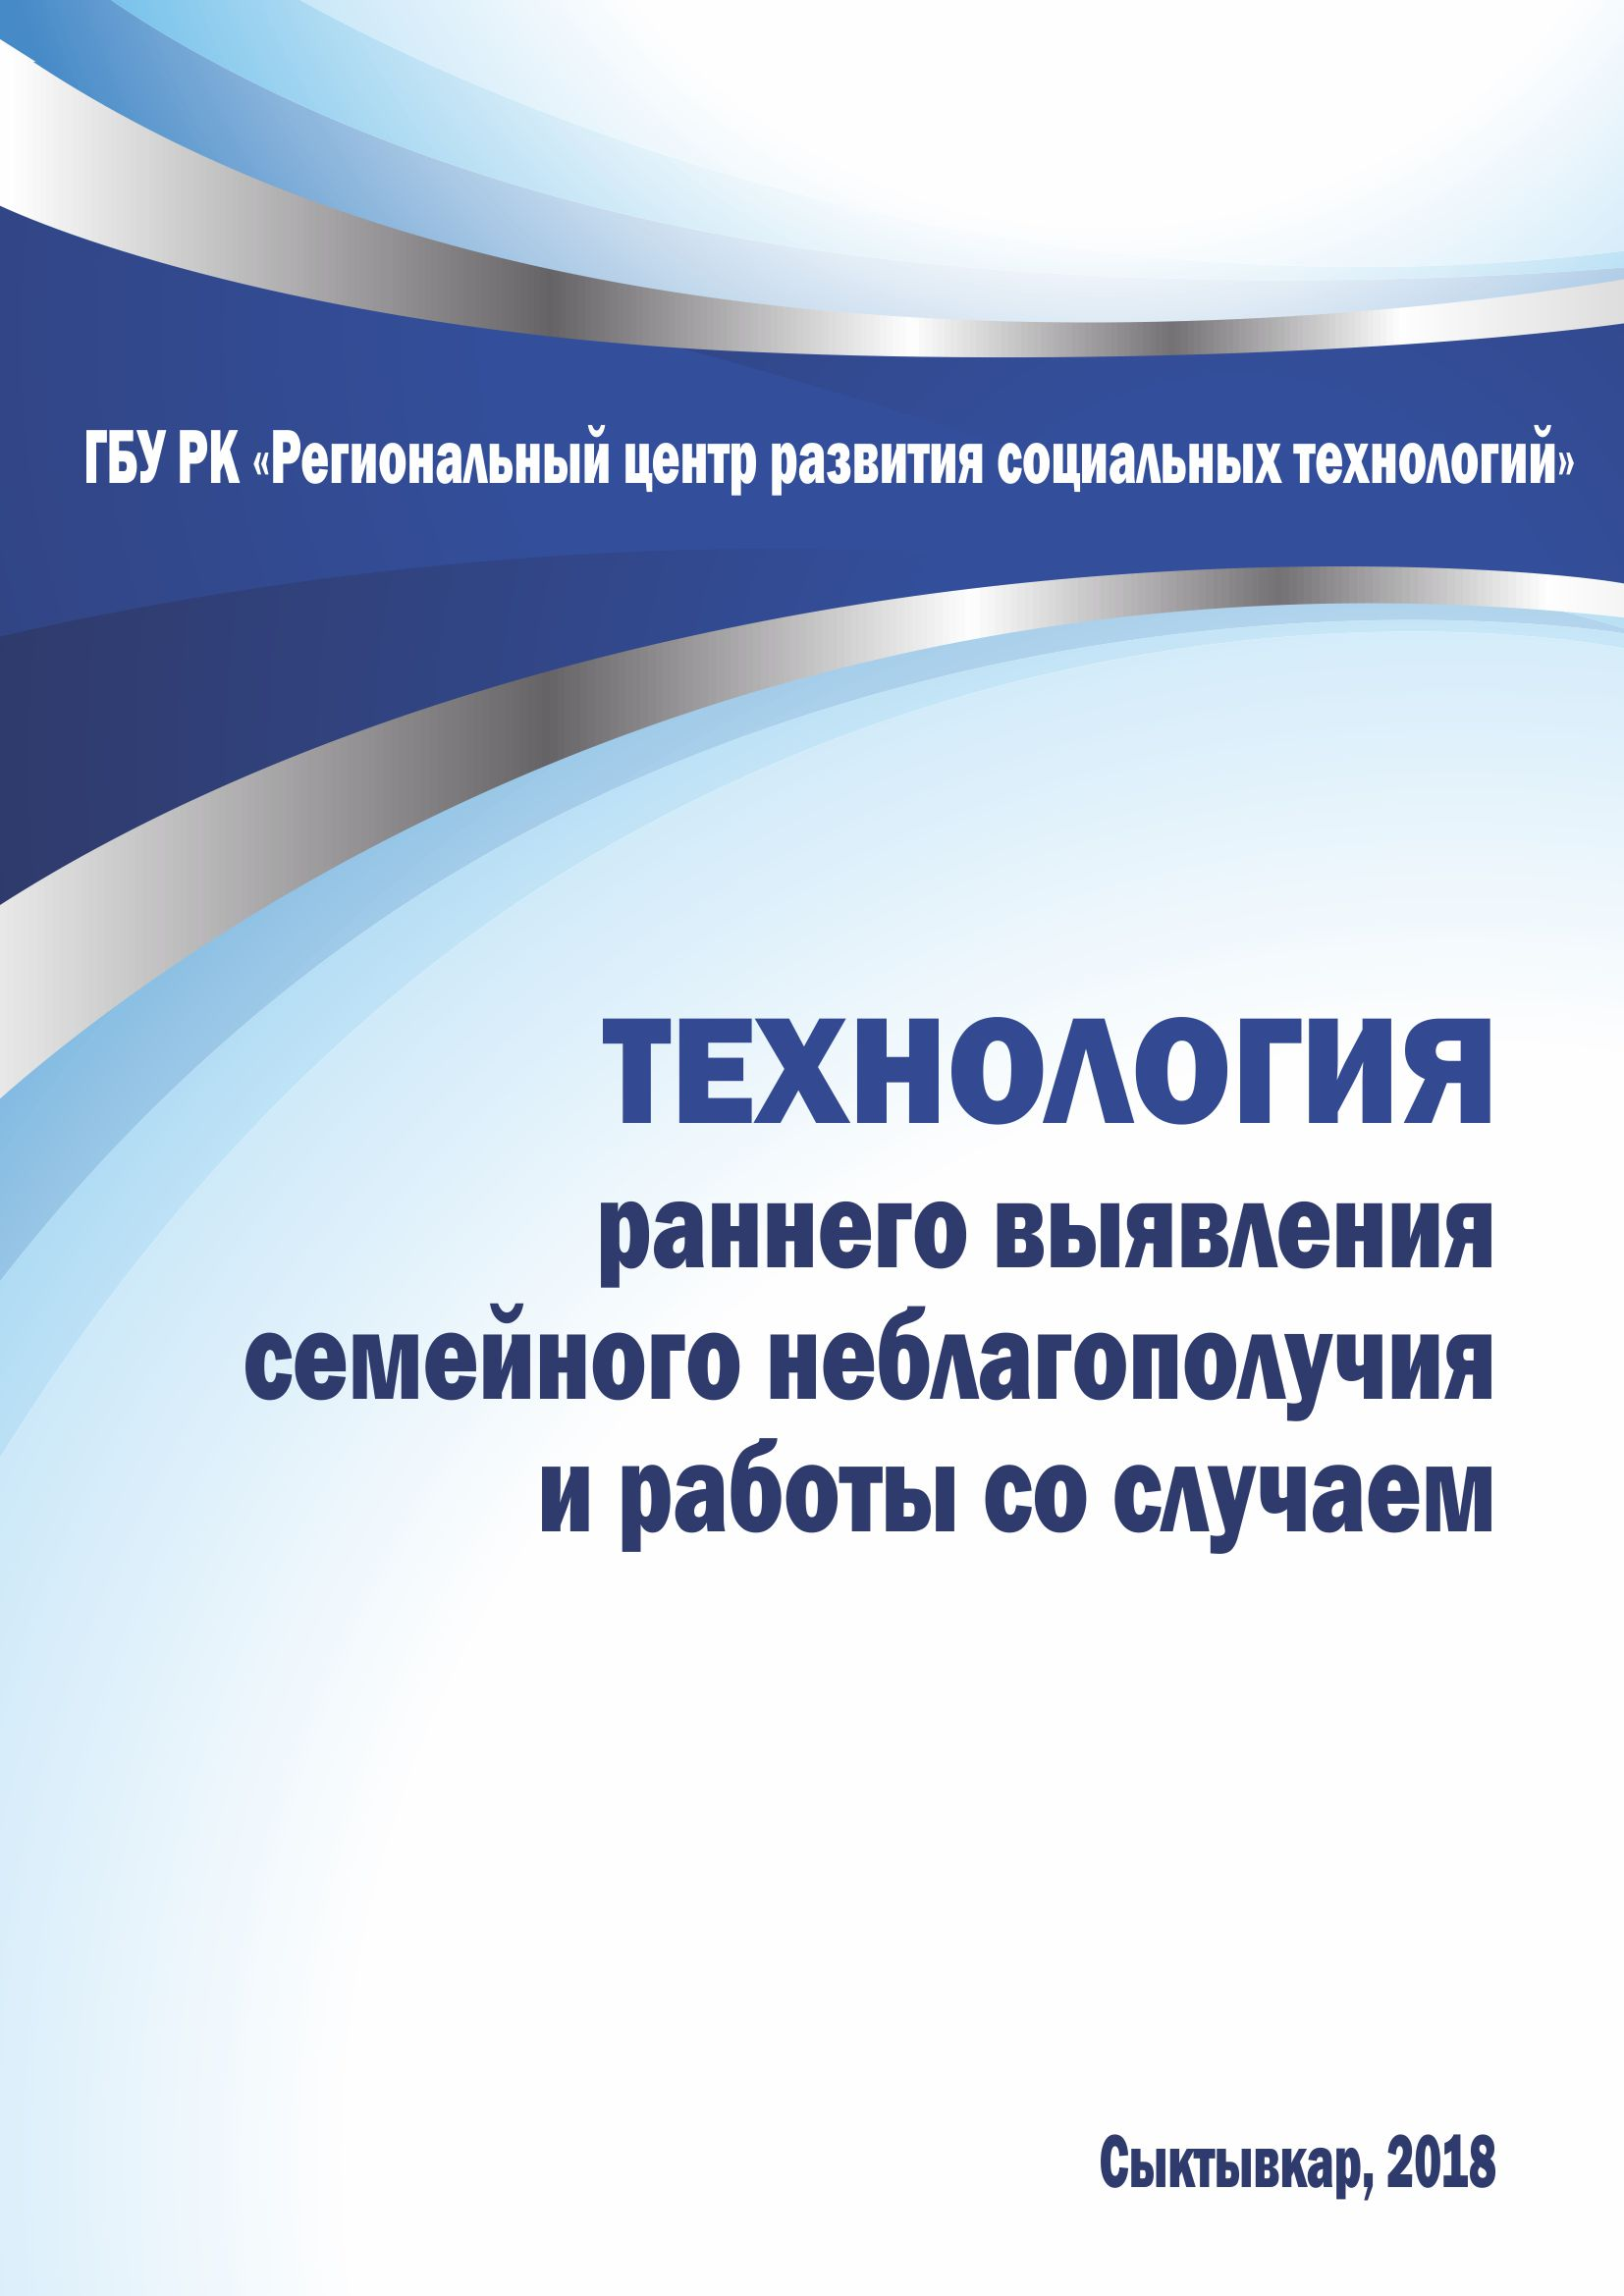 ГБУ РК «Региональный центр развития социальных технологий»
ТЕХНОЛОГИЯ
раннего выявления
семейного неблагополучия
и работы со случаем
Сыктывкар, 2018